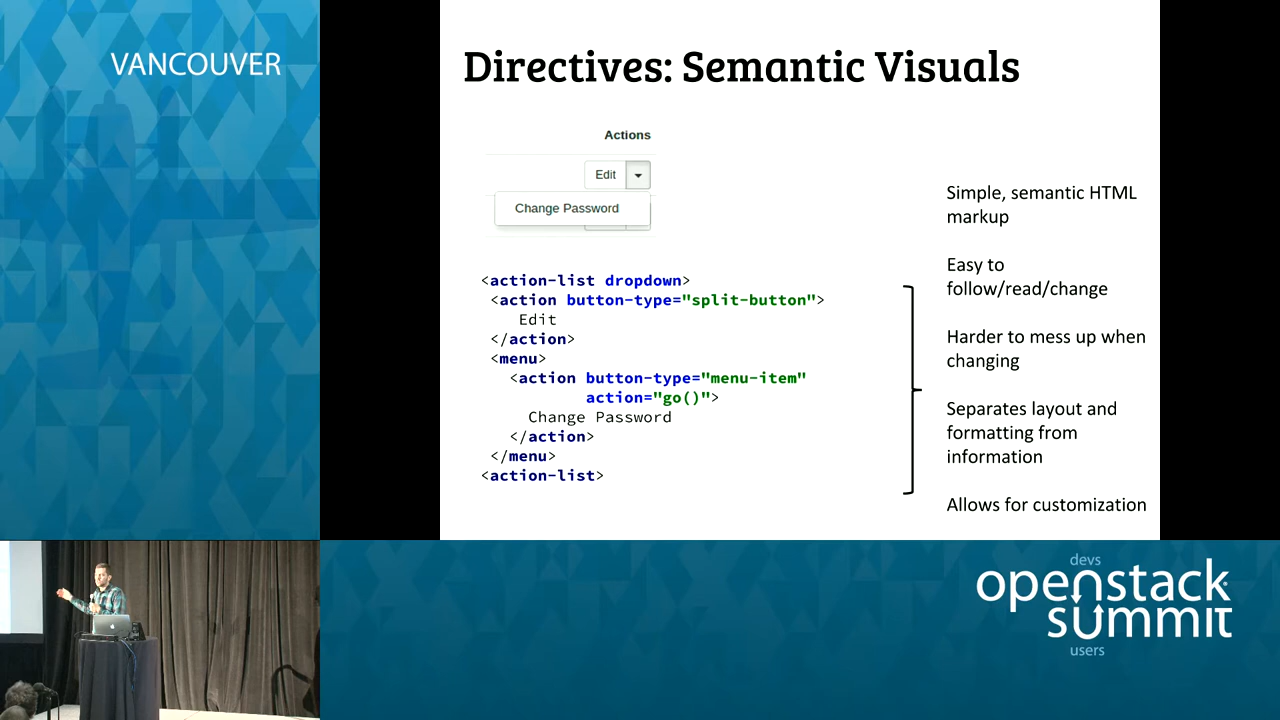 VANCOUVER
Directives: Semantic Visuals
Actions
Edit
Change Password
<action-list dropdown>
<action button-type="split-button">
Edit
</action>
<menu>
<action button-type="menu-item"
action="go()">
Change Password
</action>
</menu>
<action-list>
Simple, semantic HTML
markup
Easy to
follow/read/change
Harder to mess up when
changing
Separates layout and
formatting from
information
Allows for customization
devs
openstack
summit
users